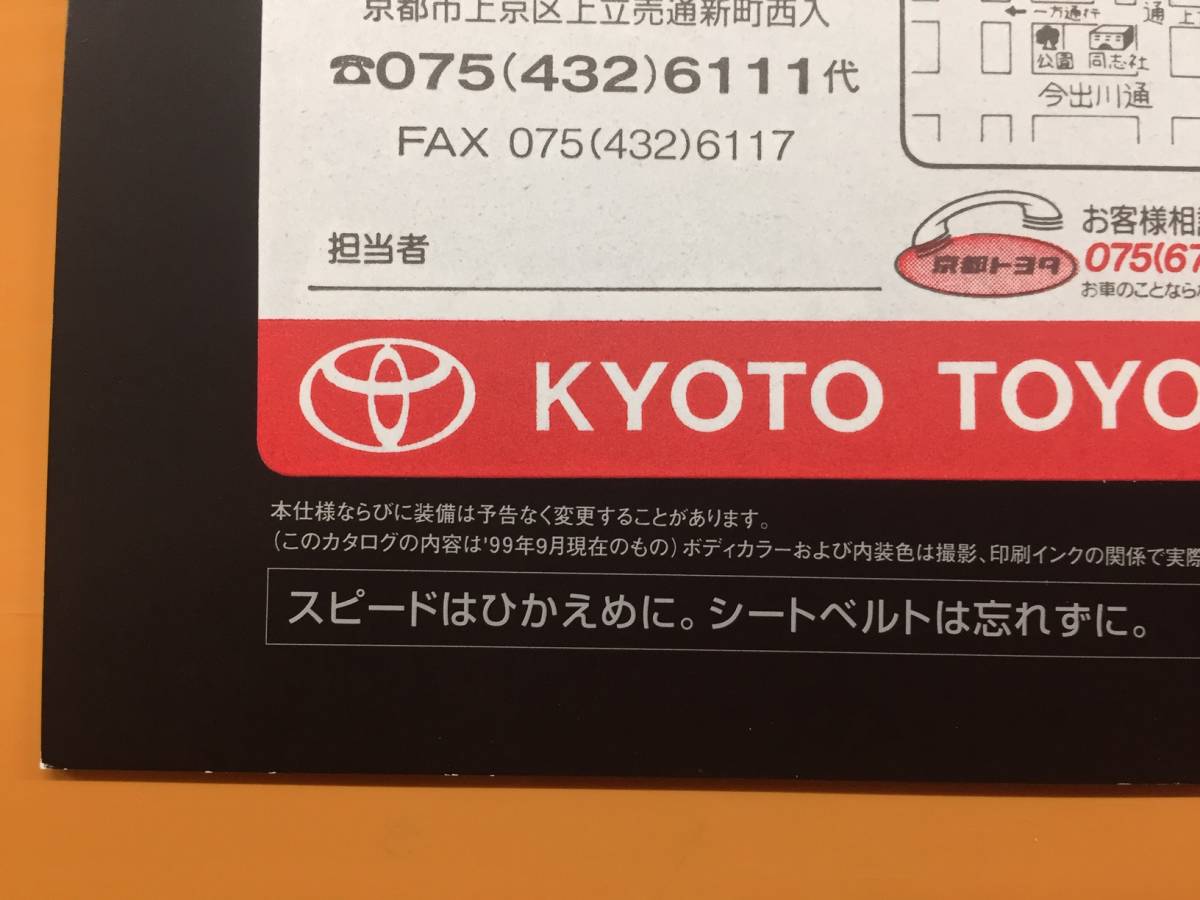 京都市上京区上立売通新町西入
☎075(432)6111代
FAX 075(432)6117
担当者
←一方通行
通
上
公園 同志社
今出川通
お客様相
京都トヨタ 075(67
お車のことなら
KYOTO TOYO
本仕様ならびに装備は予告なく変更することがあります。
(このカタログの内容は'99年9月現在のもの)ボディカラーおよび内装色は撮影、印刷インクの関係で実際
スピードはひかえめに。シートベルトは忘れずに。